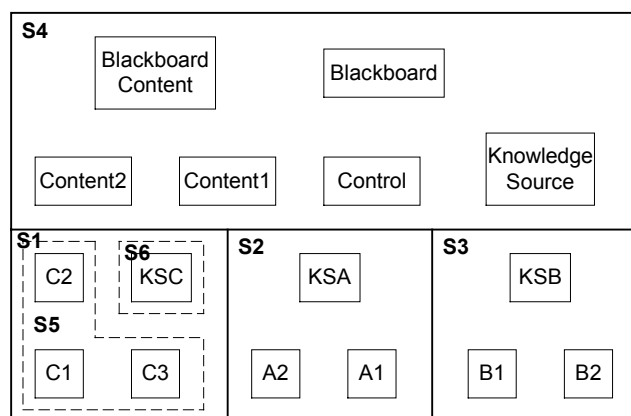 S4
Blackboard
Content
Blackboard
Content2
Content1
Control
Knowledge
Source
S1
C2
S6
KSC
S5
C1
C3
S2
KSA
A2
A1
S3
KSB
B1
B2